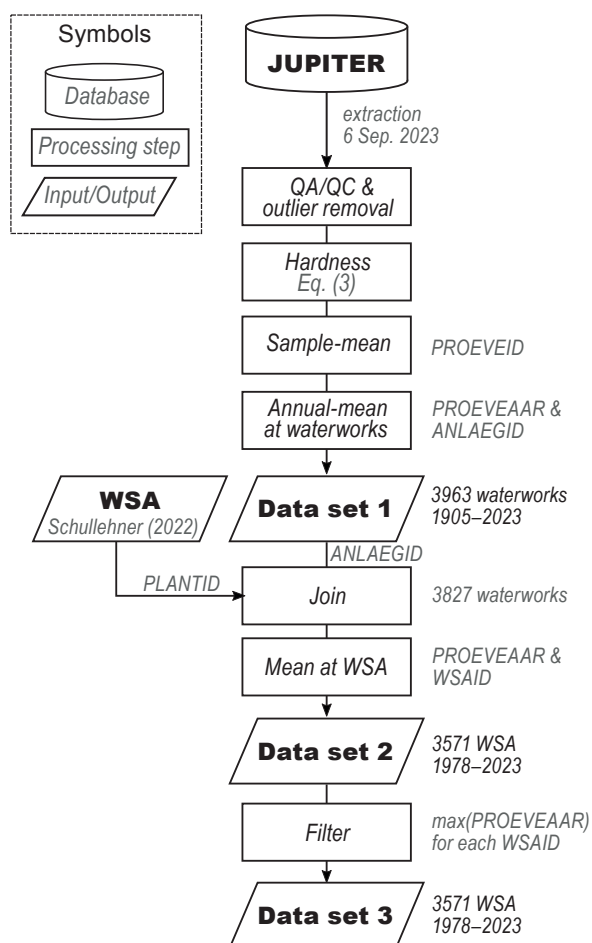 Symbols
Database
Processing step
Input/Output
JUPITER
extraction
6 Sep. 2023
QA/QC &
outlier removal
Hardness
Eq. (3)
Sample-mean
PROEVEID
Annual-mean
at waterworks
PROEVEAAR &
ANLAEGID
WSA
Schullehner (2022)
Data set 1
3963 waterworks
1905–2023
ANLAEGID
PLANTID
Join
3827 waterworks
Mean at WSA
PROEVEAAR &
WSAID
Data set 2
3571 WSA
1978–2023
Filter
max(PROEVEAAR)
for each WSAID
Data set 3
3571 WSA
1978–2023